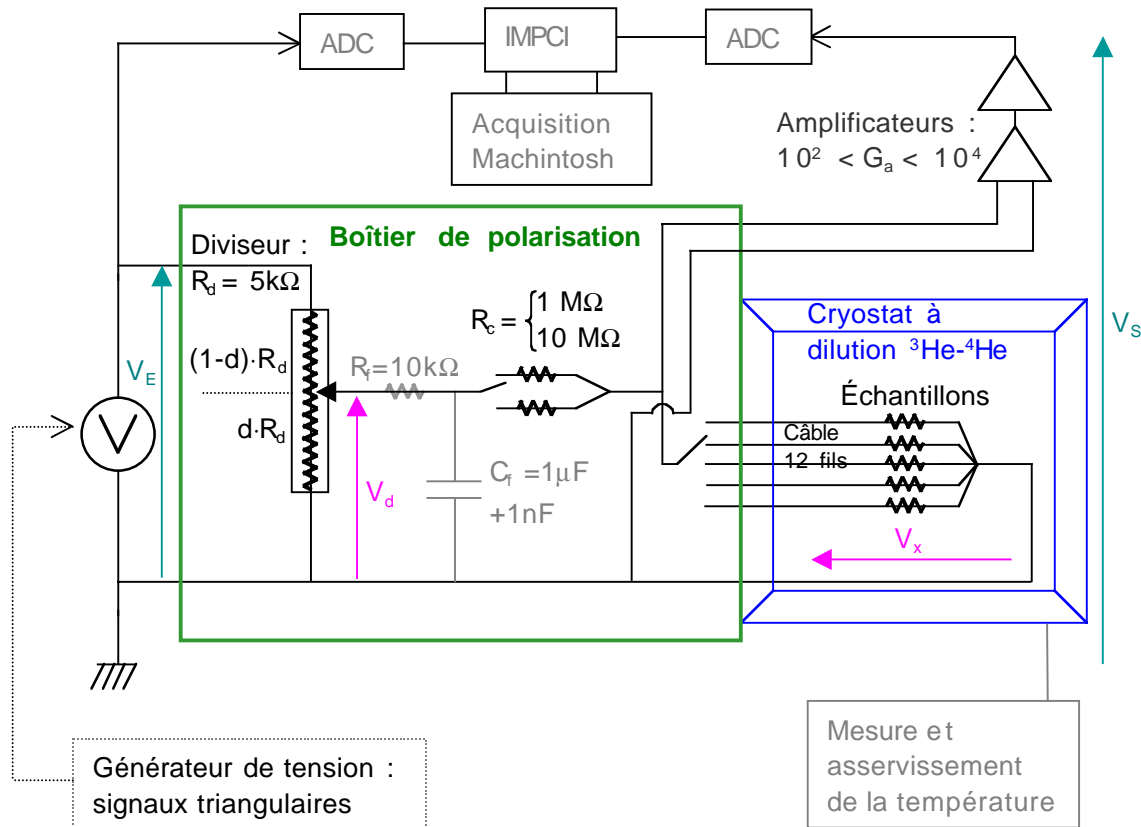 ADC
IMPCI
ADC
Acquisition
Machintosh
Amplificateurs :
10² < Gₐ < 10⁴
Boîtier de polarisation
Diviseur :
R_d = 5kΩ
(1-d)·R_d
d·R_d
V_E
V
R_f=10kΩ
R_c = { 1 MΩ
10 MΩ
V_d
C_f =1µF
+1nF
Cryostat à
dilution ³He-⁴He
Échantillons
Câble
12 fils
V_x
V_S
Générateur de tension :
signaux triangulaires
Mesure et
asservissement
de la température